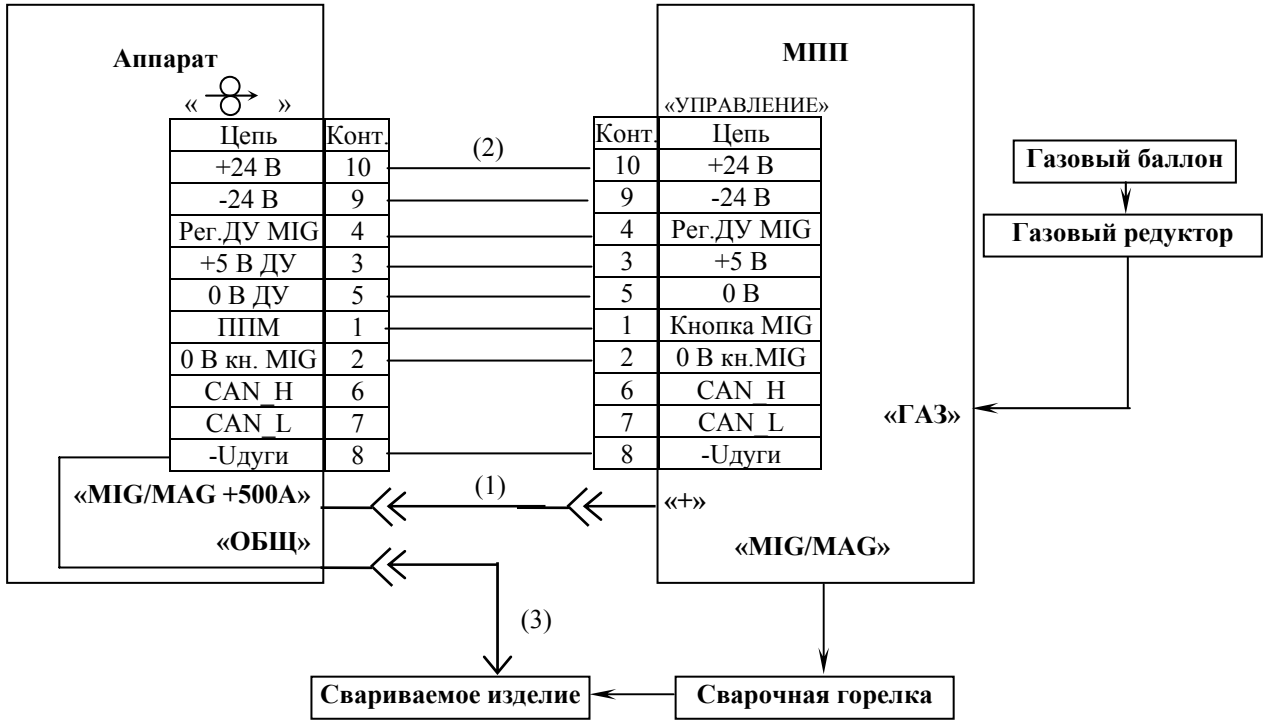 Аппарат
МПП
« »
«УПРАВЛЕНИЕ»
Цепь Конт.
+24 В 10
-24 В 9
Рег.ДУ MIG 4
+5 В ДУ 3
0 В ДУ 5
ППМ 1
0 В кн. MIG 2
CAN_H 6
CAN_L 7
-Uдуги 8
(2)
Конт. Цепь
10 +24 В
9 -24 В
4 Рег.ДУ MIG
3 +5 В
5 0 В
1 Кнопка MIG
2 0 В кн.MIG
6 CAN_H
7 CAN_L
8 -Uдуги
Газовый баллон
Газовый редуктор
«ГАЗ»
«MIG/MAG +500А»
(1)
«+»
«ОБЩ»
«MIG/MAG»
(3)
Свариваемое изделие
Сварочная горелка